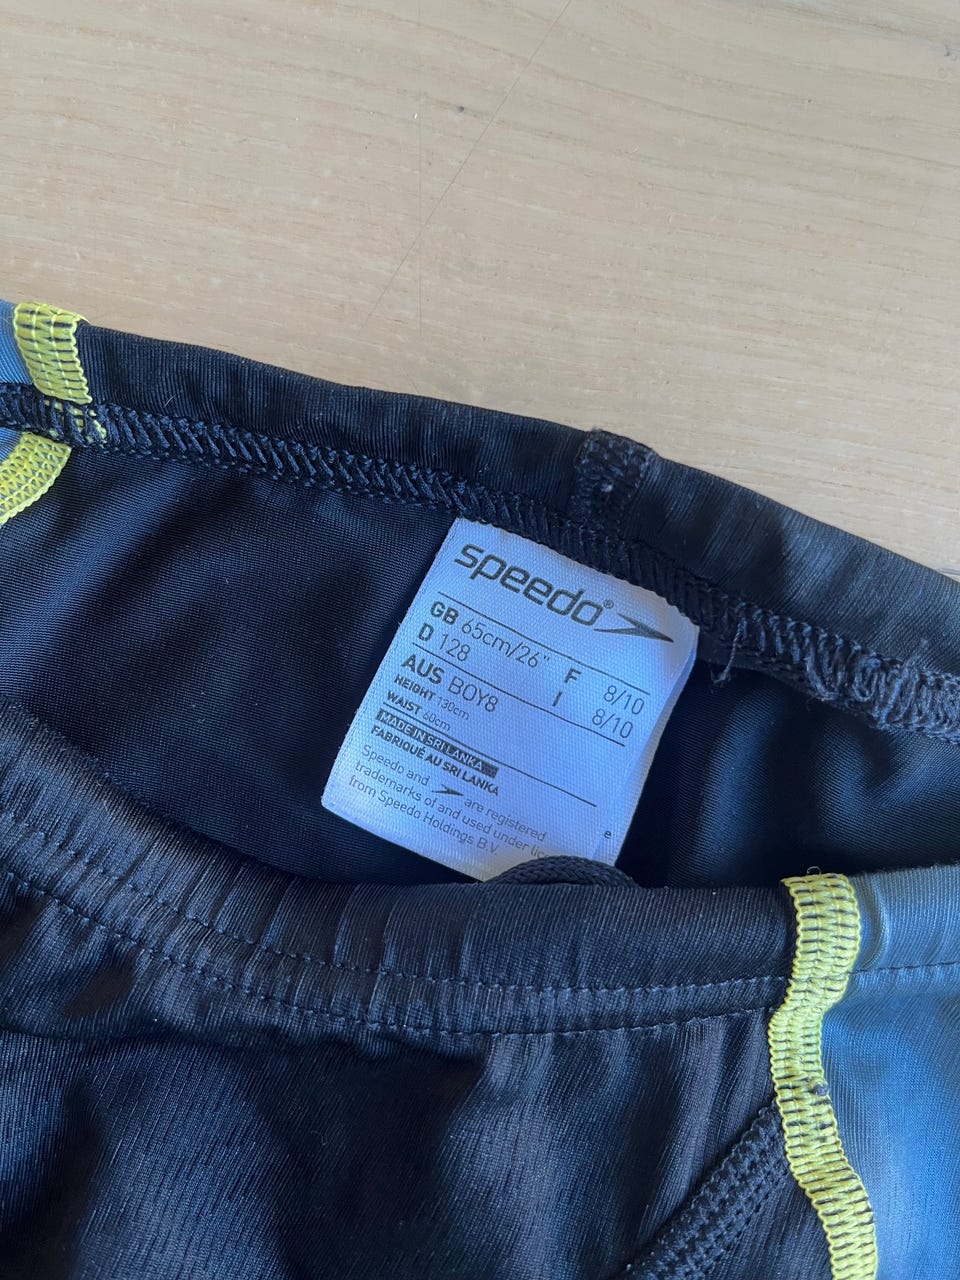 speedo®
GB 65cm/26" F 8/10
D 128 I 8/10
AUS BOY8
HEIGHT 130cm
WAIST 60cm
MADE IN SRI LANKA
FABRIQUÉ AU SRI LANKA
Speedo and are registered
trademarks of and used under
from Speedo Holdings B.V.